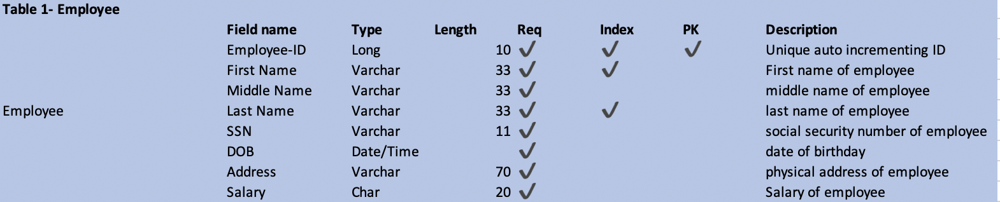 Table 1- Employee
Field name Type Length Req Index PK Description
Employee-ID Long 10 ✓ ✓ ✓ Unique auto incrementing ID
First Name Varchar 33 ✓ ✓ First name of employee
Middle Name Varchar 33 ✓ middle name of employee
Employee Last Name Varchar 33 ✓ ✓ last name of employee
SSN Varchar 11 ✓ social security number of employee
DOB Date/Time ✓ date of birthday
Address Varchar 70 ✓ physical address of employee
Salary Char 20 ✓ Salary of employee